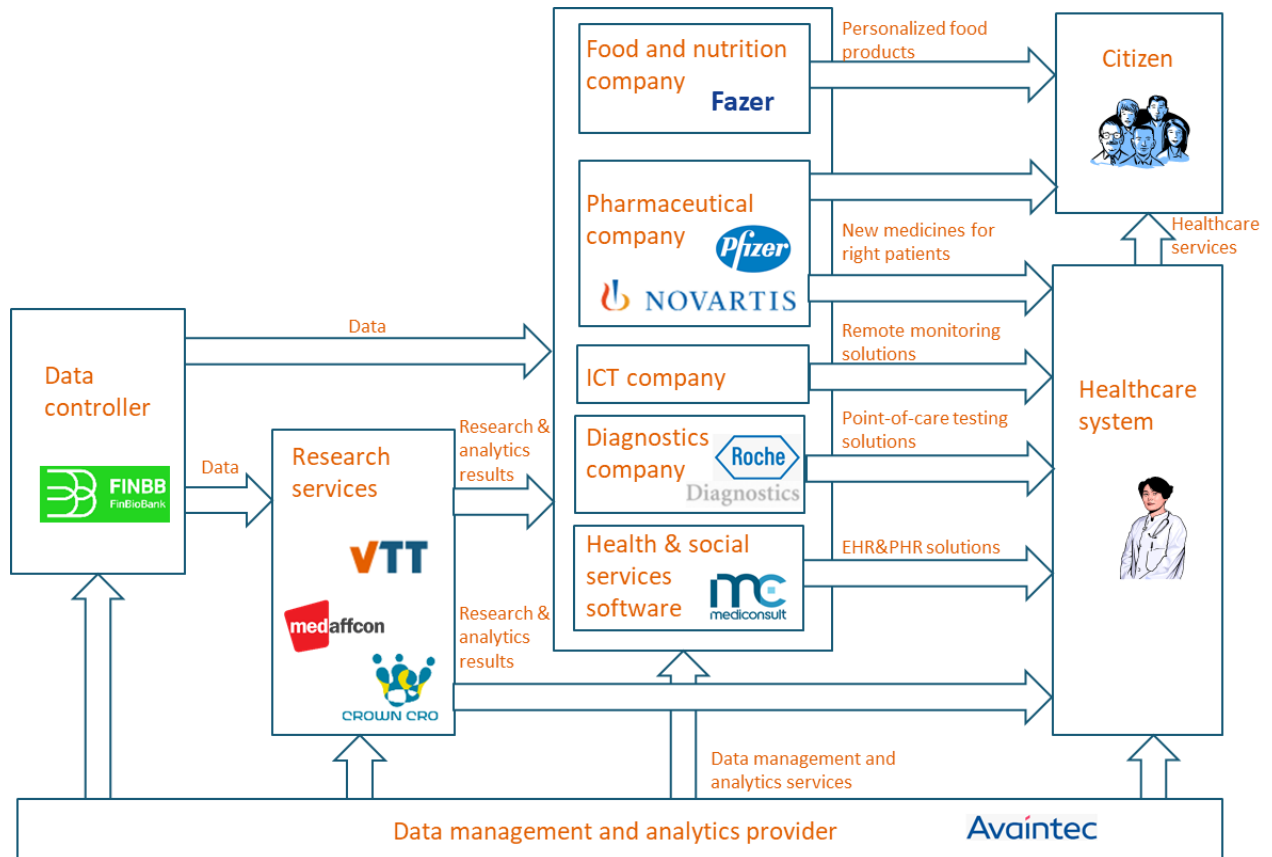 Food and nutrition
company
Fazer
Personalized food
products
Citizen
Pharmaceutical
company
Pfizer
NOVARTIS
New medicines for
right patients
Healthcare
services
Data
controller
FINBB
FinBioBank
Data
Data
Research
services
VTT
medaffcon
CROWN CRO
Research &
analytics
results
Research &
analytics
results
ICT company
Remote monitoring
solutions
Diagnostics
company
Roche
Diagnostics
Point-of-care testing
solutions
Health & social
services
software
mc
mediconsult
EHR&PHR solutions
Healthcare
system
Data management and
analytics services
Data management and analytics provider
Avaintec